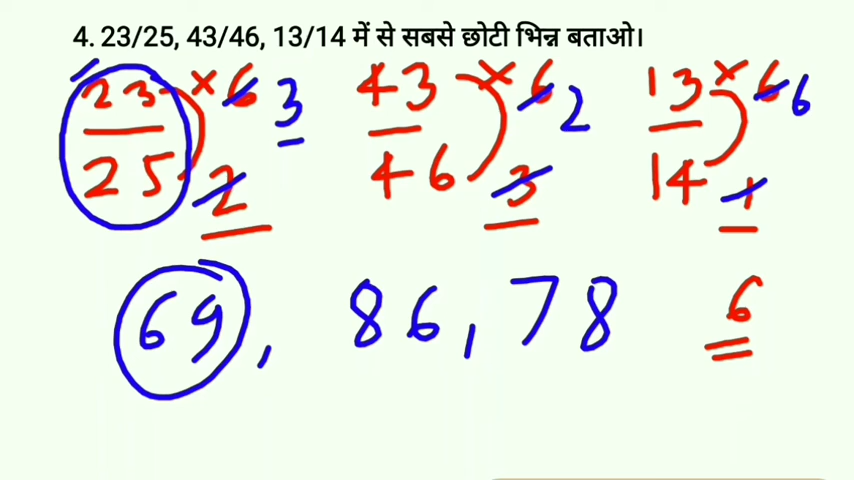 4. 23/25, 43/46, 13/14 में से सबसे छोटी भिन्न बताओ।
23 × 6 3 43 × 6 2 13 × 6 6
25 2 46 3 14 1
69, 86, 78 6